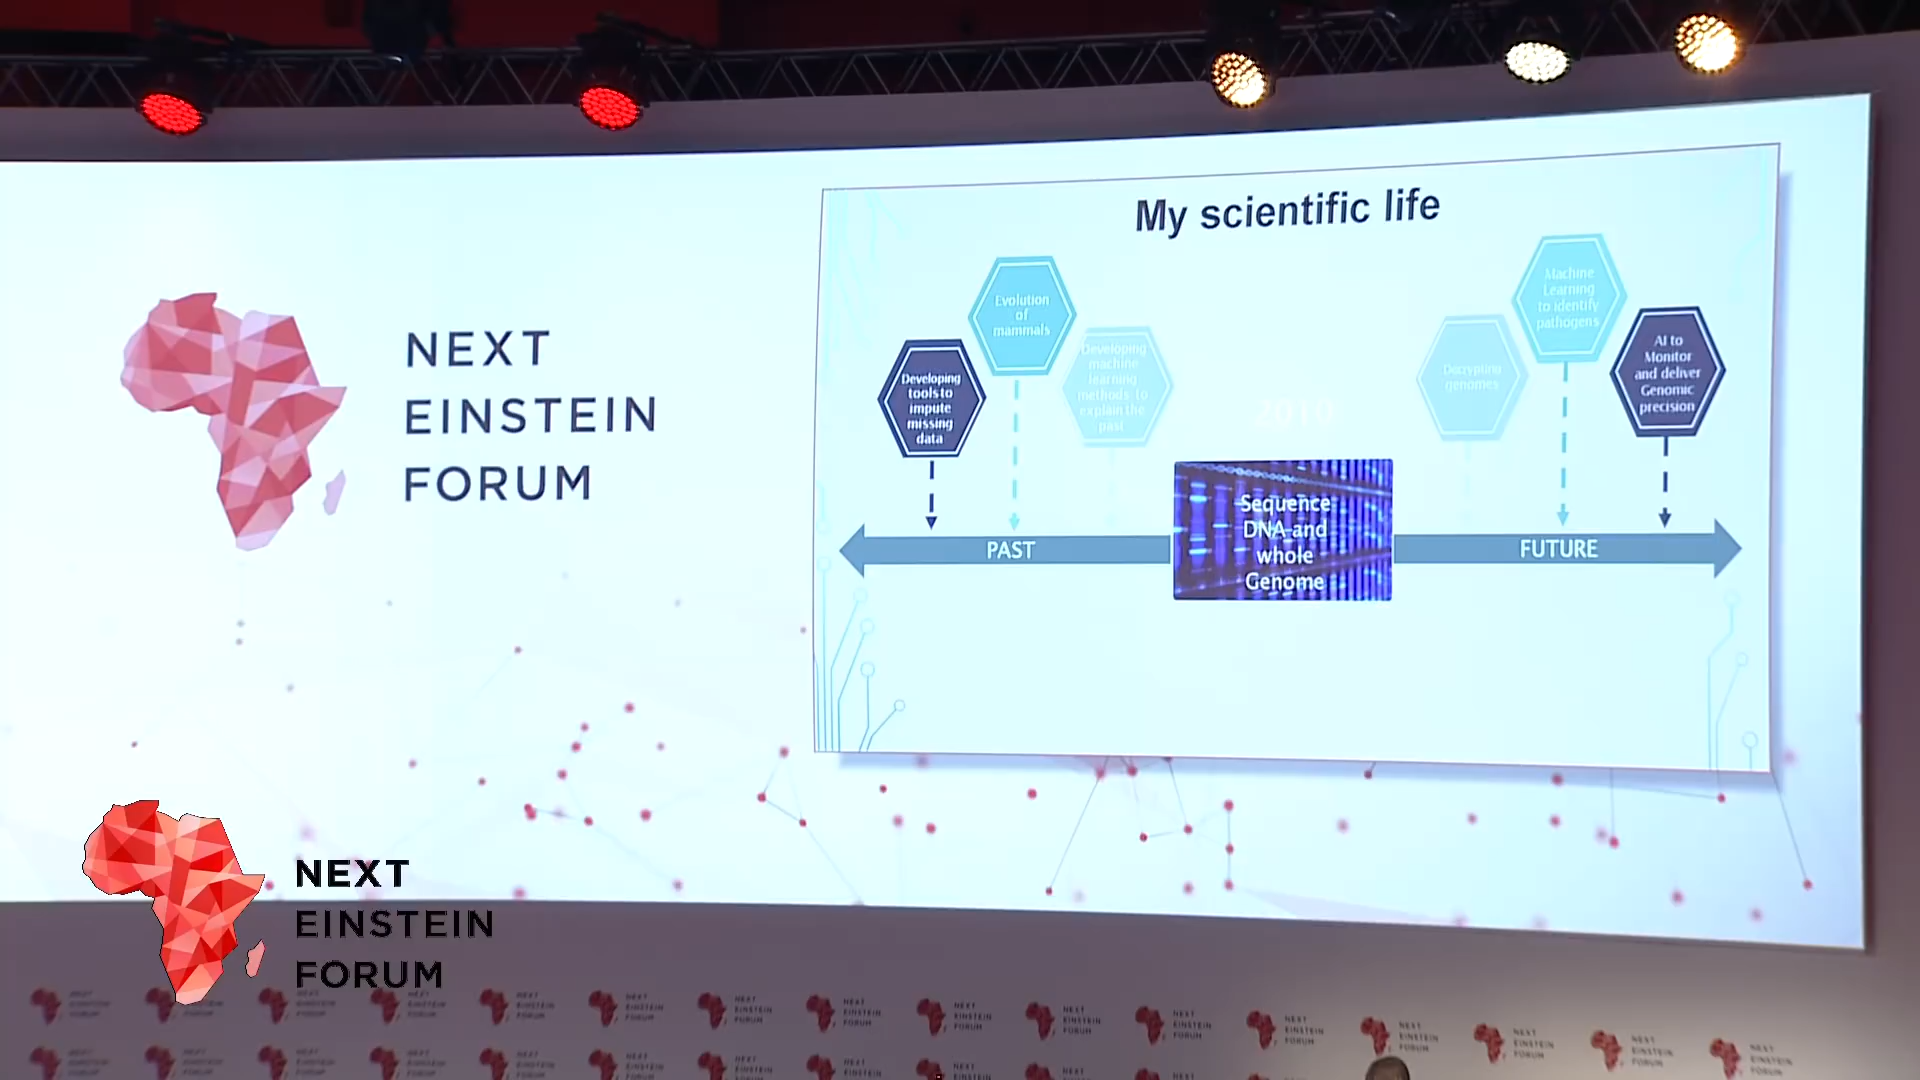 NEXT
EINSTEIN
FORUM
My scientific life
Developing
tools to
impute
missing
data
Evolution
of
mammals
Developing
machine
learning
methods to
explain the
past
Decrypting
genomes
Machine
Learning
to identify
pathogens
AI to
Monitor
and deliver
Genomic
precision
PAST
Sequence
DNA and
whole
Genome
FUTURE
NEXT
EINSTEIN
FORUM